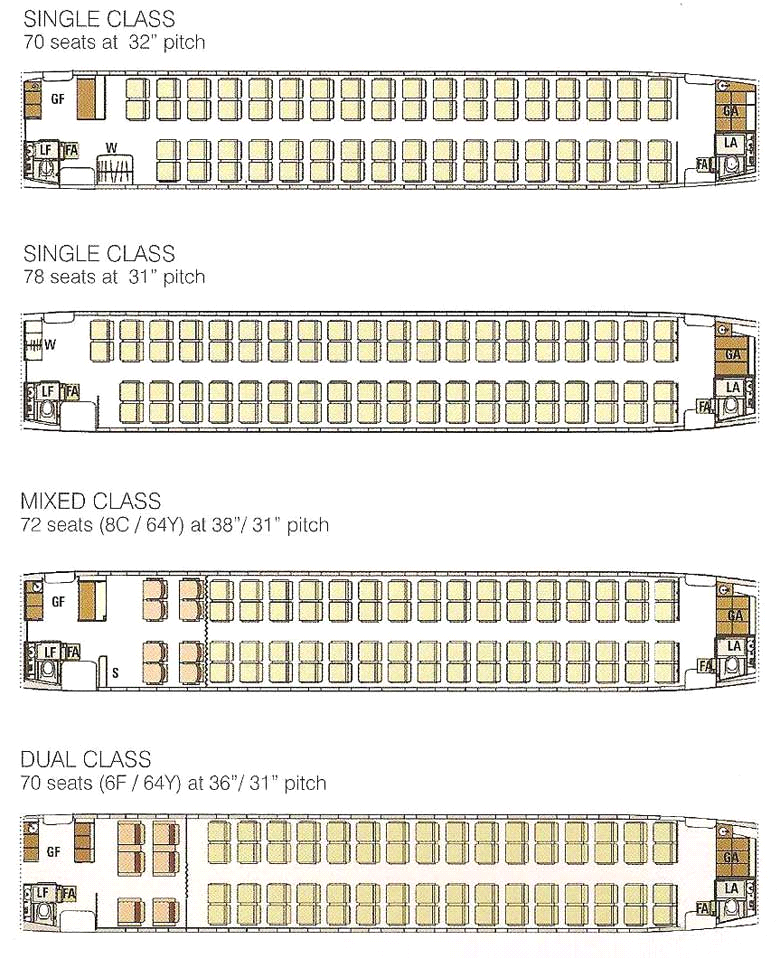 SINGLE CLASS
70 seats at 32” pitch
GF
GA
LF FA
W
LA
FA
SINGLE CLASS
78 seats at 31” pitch
W
GA
LF FA
LA
FA
MIXED CLASS
72 seats (8C / 64Y) at 38”/ 31” pitch
GF
GA
LF FA
LA
S
FA
DUAL CLASS
70 seats (6F / 64Y) at 36”/ 31” pitch
GF
GA
LF FA
LA
FA